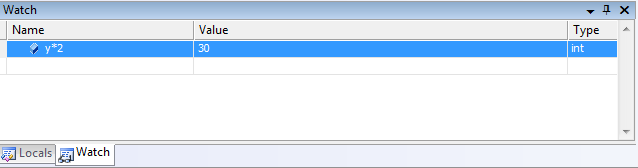 Watch
Name Value Type
y*2 30 int
Locals Watch